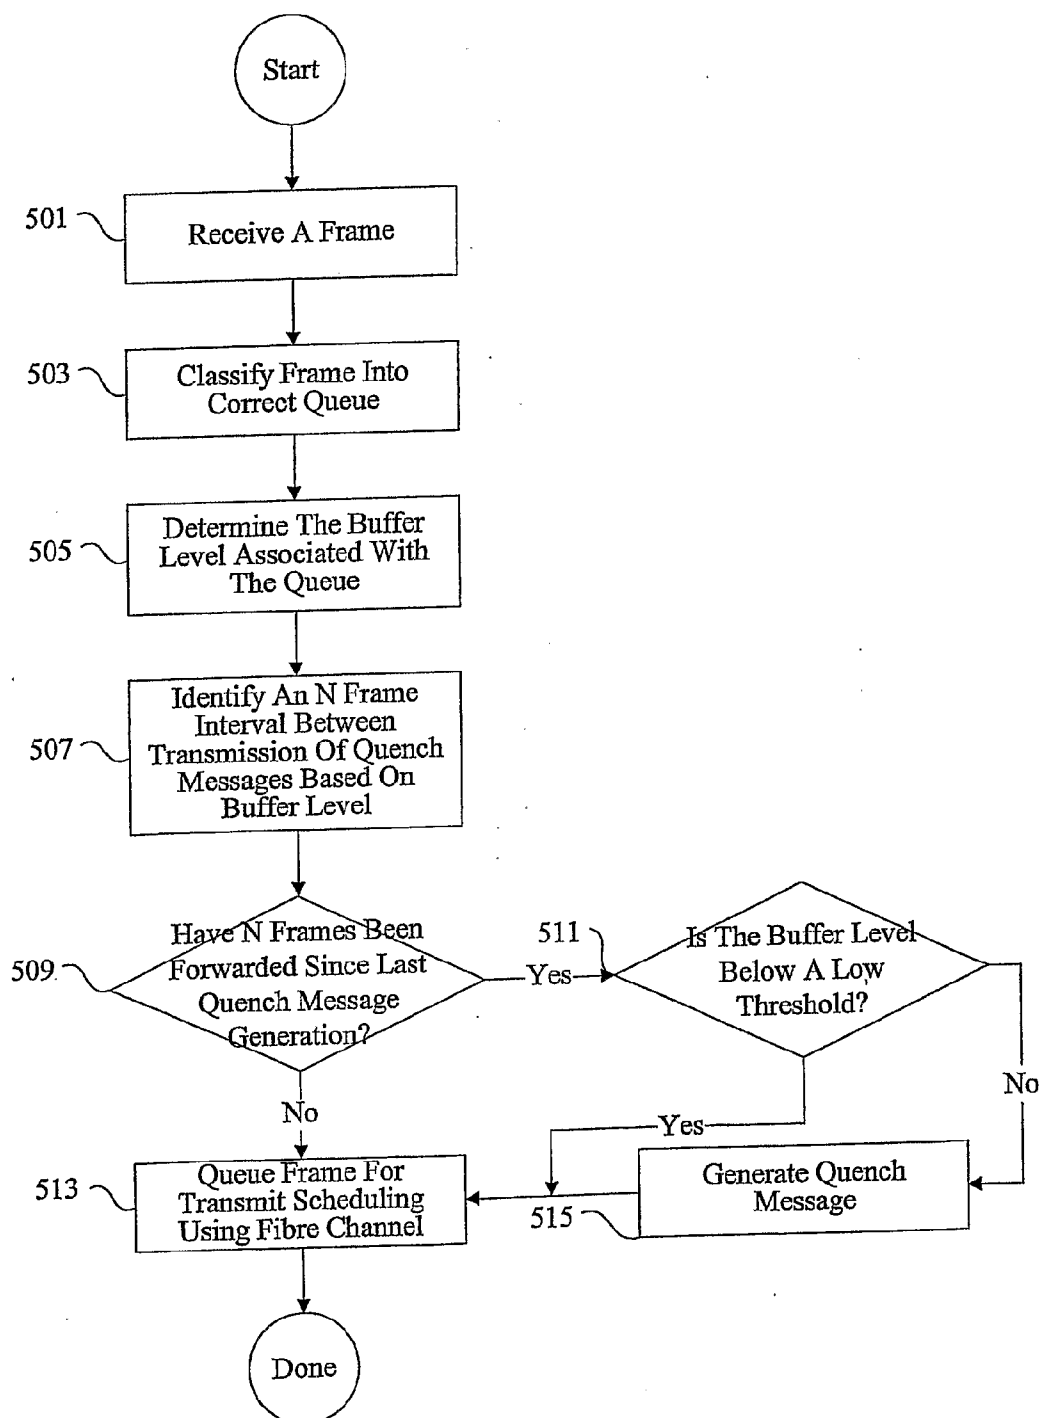 Start
501
Receive A Frame
503
Classify Frame Into
Correct Queue
505
Determine The Buffer
Level Associated With
The Queue
507
Identify An N Frame
Interval Between
Transmission Of Quench
Messages Based On
Buffer Level
509
Have N Frames Been
Forwarded Since Last
Quench Message
Generation?
Yes
511
Is The Buffer Level
Below A Low
Threshold?
No
No
Yes
513
Queue Frame For
Transmit Scheduling
Using Fibre Channel
515
Generate Quench
Message
Done